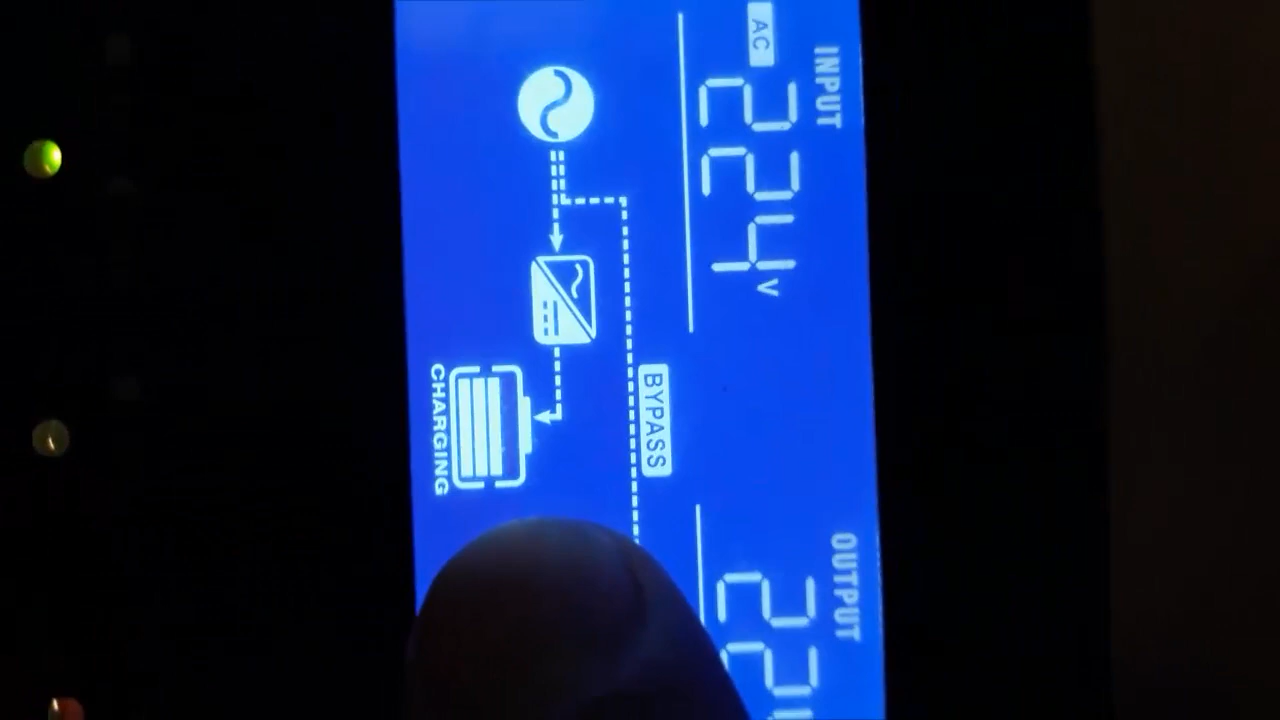 INPUT
AC 224 V
BYPASS
CHARGING
OUTPUT
22